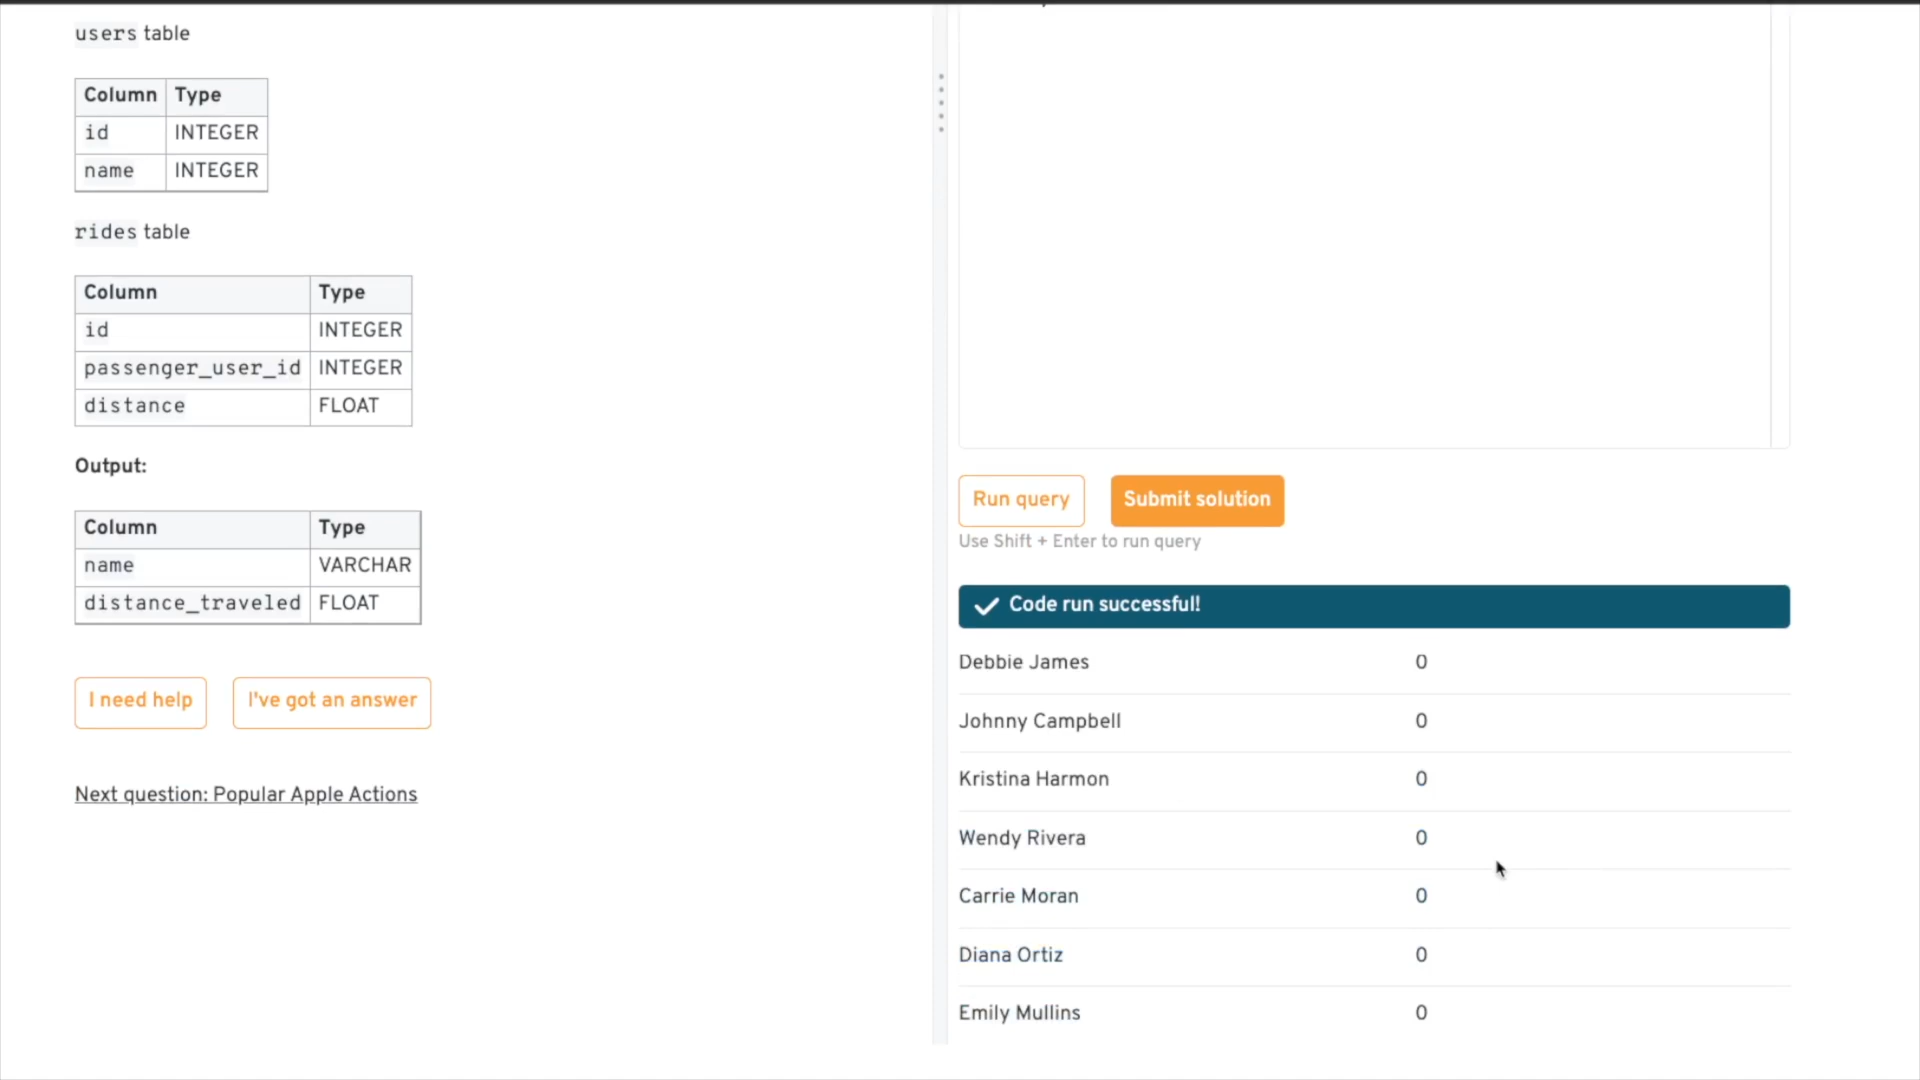 users table
Column Type
id INTEGER
name INTEGER
rides table
Column Type
id INTEGER
passenger_user_id INTEGER
distance FLOAT
Output:
Column Type
name VARCHAR
distance_traveled FLOAT
I need help I've got an answer
Next question: Popular Apple Actions
Run query Submit solution
Use Shift + Enter to run query
Code run successful!
Debbie James 0
Johnny Campbell 0
Kristina Harmon 0
Wendy Rivera 0
Carrie Moran 0
Diana Ortiz 0
Emily Mullins 0